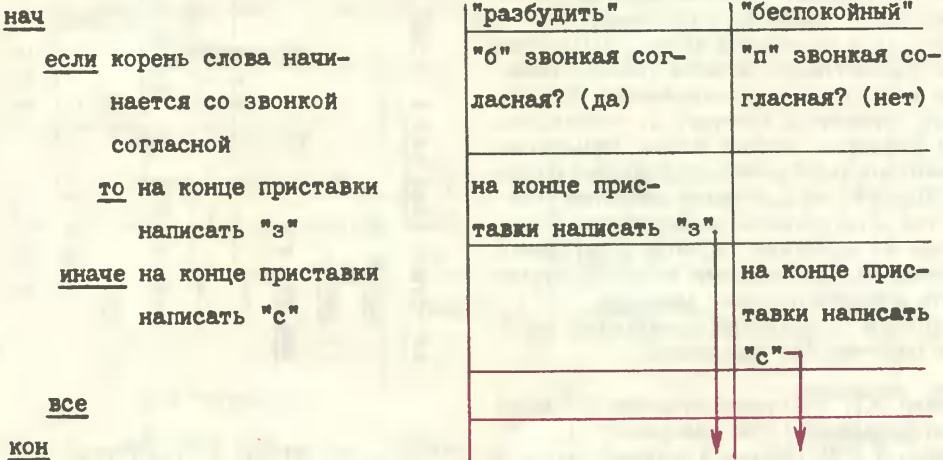 нач
если корень слова начи-
нается со звонкой
согласной
то на конце приставки
написать "з"
иначе на конце приставки
написать "с"
все
кон
"разбудить"
"б" звонкая сог-
ласная? (да)
на конце прис-
тавки написать "з"
"беспокойный"
"п" звонкая со-
гласная? (нет)
на конце прис-
тавки написать
"с"